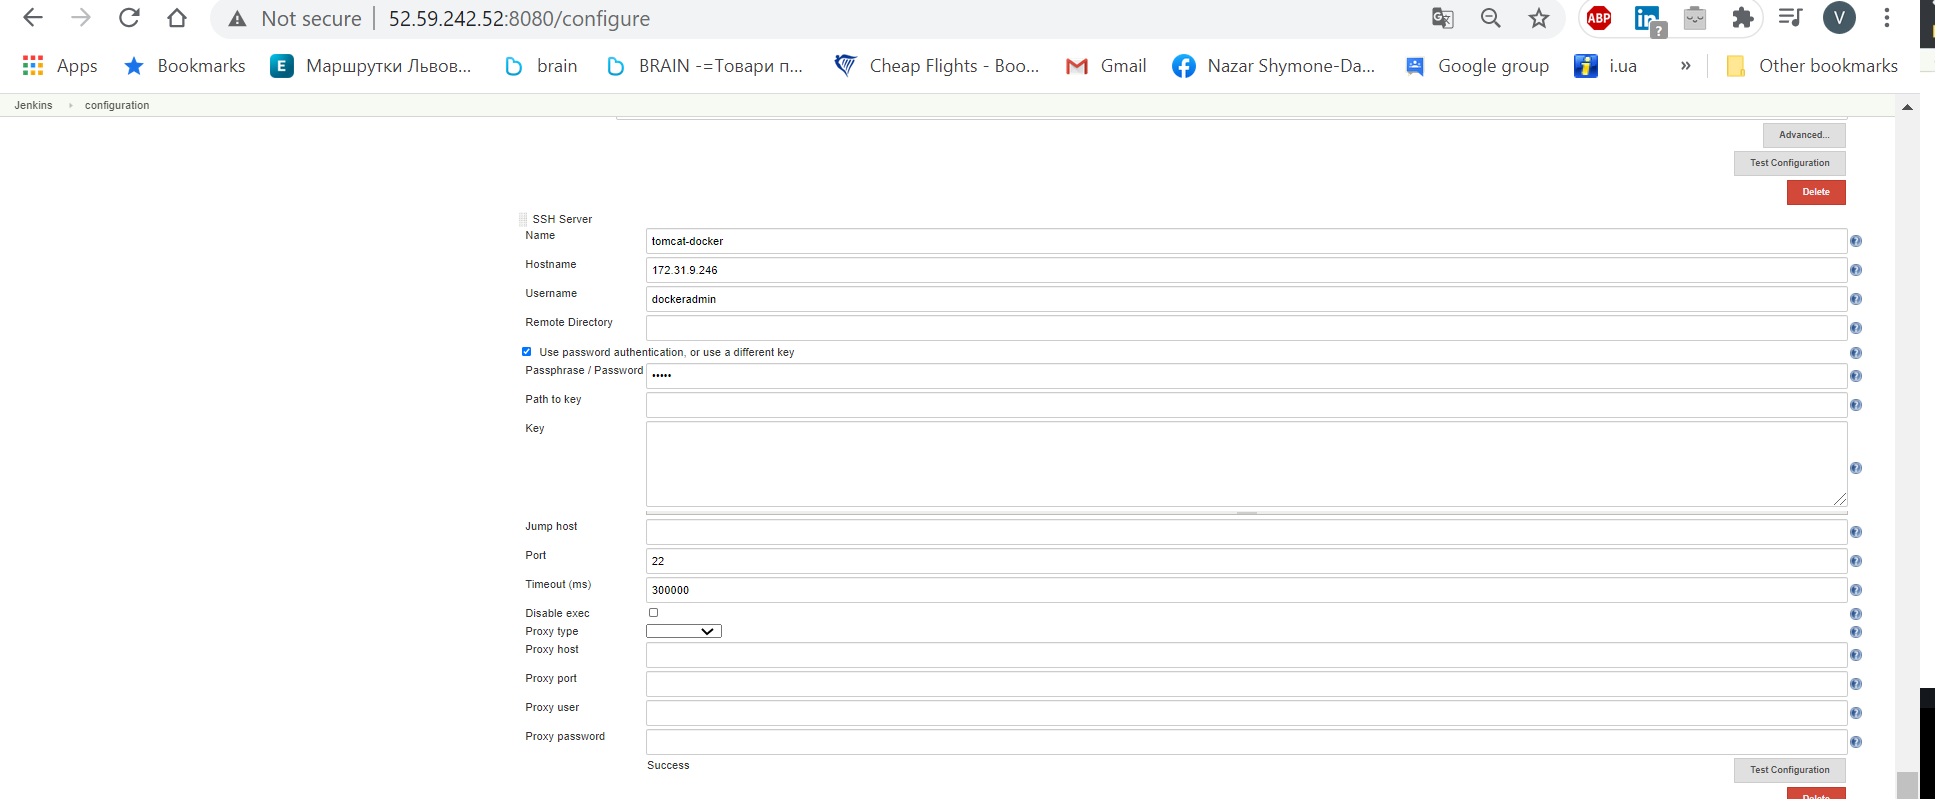 Not secure 52.59.242.52:8080/configure ABP in ? V
Apps Bookmarks E Маршрутки Львов... brain BRAIN -=Товари п... Cheap Flights - Boo... Gmail Nazar Shymone-Da... Google group i.ua » Other bookmarks
Jenkins configuration
Advanced...
Test Configuration
Delete
SSH Server
Name tomcat-docker
Hostname 172.31.9.246
Username dockeradmin
Remote Directory
Use password authentication, or use a different key
Passphrase / Password •••••
Path to key
Key
Jump host
Port 22
Timeout (ms) 300000
Disable exec
Proxy type
Proxy host
Proxy port
Proxy user
Proxy password
Success
Test Configuration
Delete